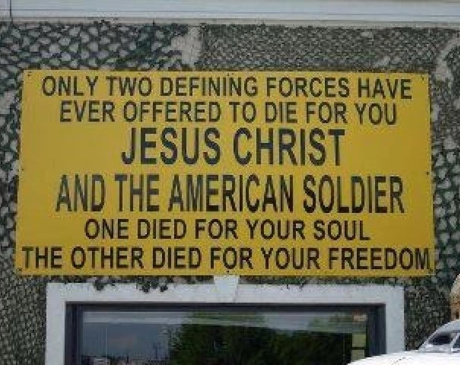 ONLY TWO DEFINING FORCES HAVE
EVER OFFERED TO DIE FOR YOU
JESUS CHRIST
AND THE AMERICAN SOLDIER
ONE DIED FOR YOUR SOUL
THE OTHER DIED FOR YOUR FREEDOM